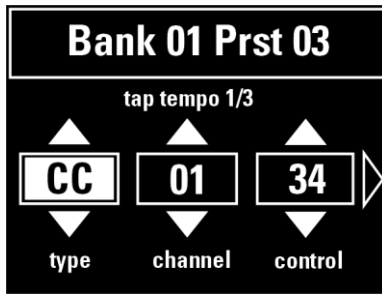 Bank 01 Prst 03
tap tempo 1/3
CC 01 34
type channel control